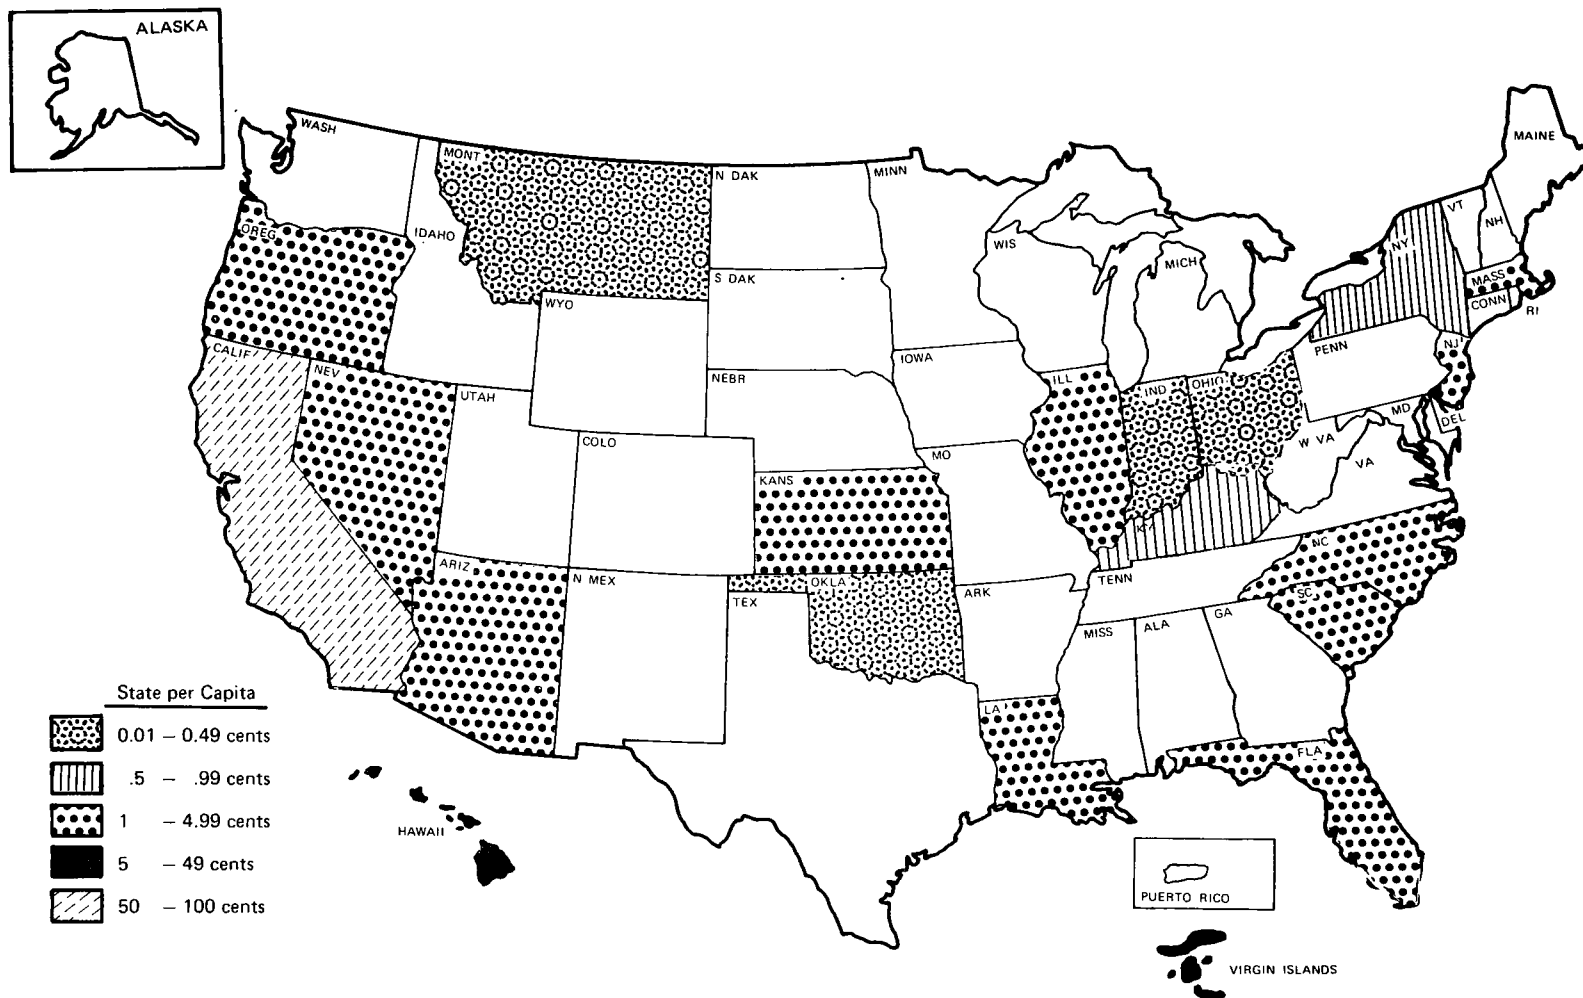 ALASKA
WASH
MONT
N DAK
MINN
MAINE
OREG
IDAHO
WIS
MICH
VT
NH
NY
S DAK
MASS
CONN
RI
WYO
CALIF
NEV
UTAH
NEBR
IOWA
ILL
IND
OHIO
PENN
NJ
MD
DEL
COLO
MO
W VA
VA
KANS
KY
NC
ARIZ
N MEX
OKLA
TEX
ARK
TENN
SC
MISS
ALA
GA
LA
FLA
State per Capita
0.01 – 0.49 cents
.5 – .99 cents
1 – 4.99 cents
5 – 49 cents
50 – 100 cents
HAWAII
PUERTO RICO
VIRGIN ISLANDS